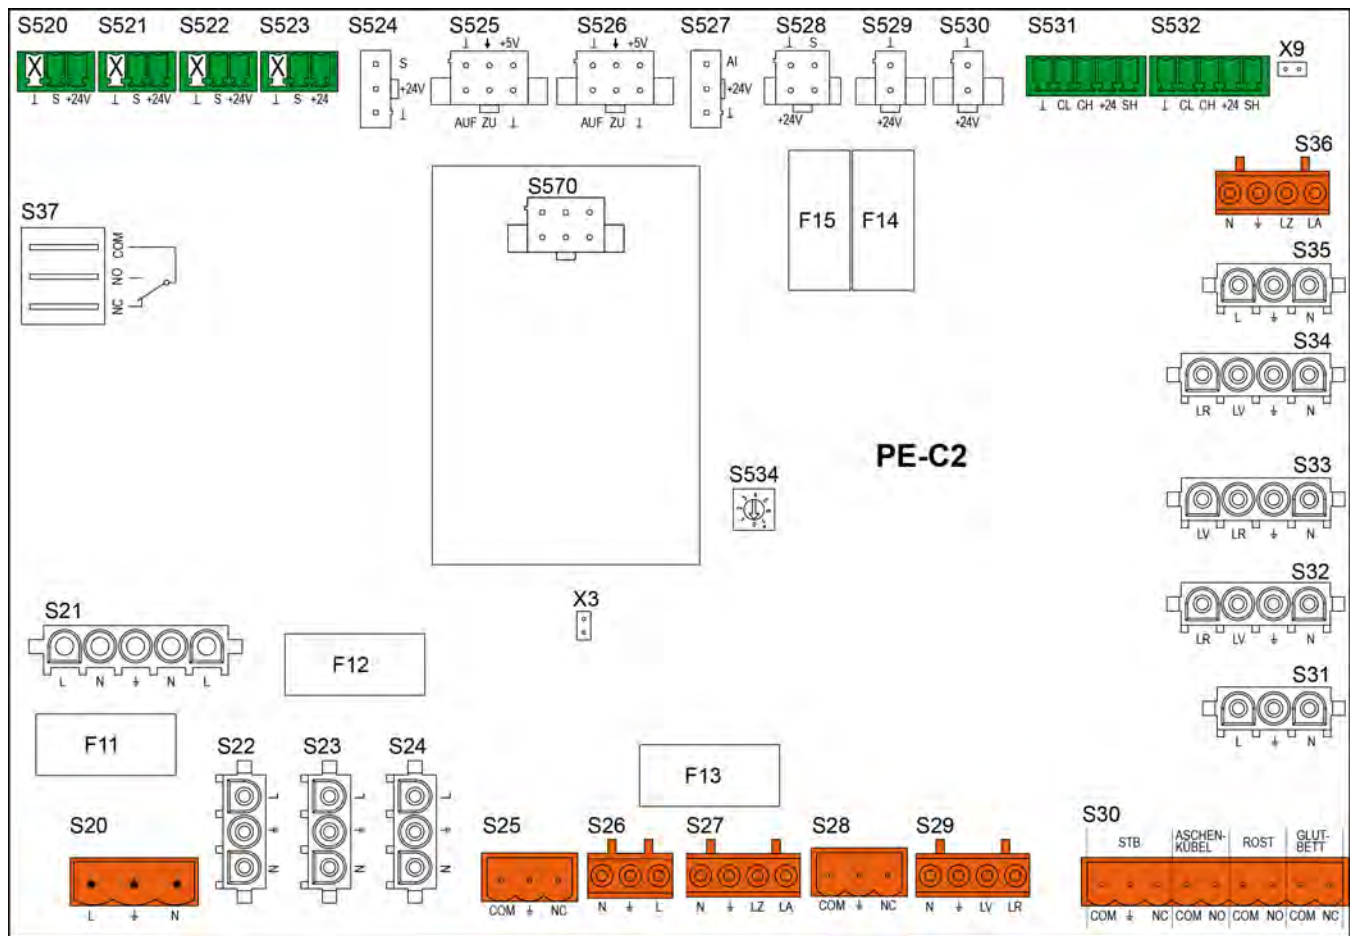 S520 S521 S522 S523 S524 S525 S526 S527 S528 S529 S530 S531 S532
X9
X X X X
⊥ S +24V
⊥ S +24V
⊥ S +24V
⊥ S +24
S
+24V
⊥
⊥ +5V
AUF ZU ⊥
⊥ +5V
AUF ZU ⊥
AI
+24V
⊥
⊥ S
+24V
⊥
+24V
⊥
+24V
⊥ CL CH +24 SH
⊥ CL CH +24 SH
S36
N LZ LA
S37
COM
NO
NC
S570
F15 F14
S35
L N
S34
LR LV N
PE-C2
S534
S33
LV LR N
X3
S32
LR LV N
S21
L N N L
F12
S31
L N
F11
S22 S23 S24
L
N
L
N
L
N
F13
S20
L N
S25
COM NC
S26
N L
S27
N LZ LA
S28
COM NC
S29
N LV LR
S30
STB
ASCHEN-
KÜBEL
ROST
GLUT-
BETT
COM NC COM NO COM NO COM NC